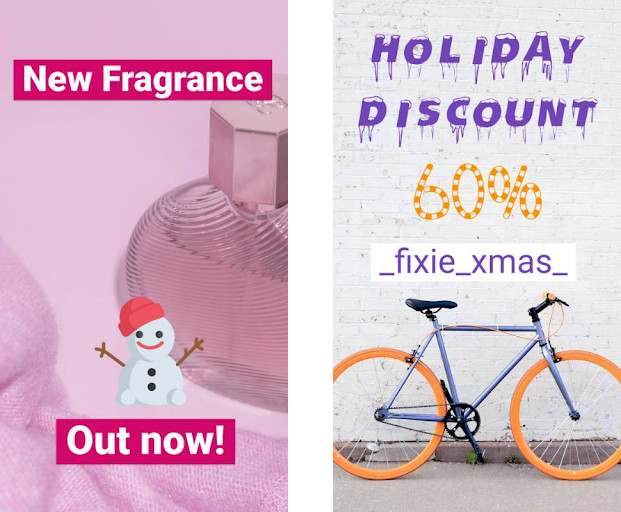 New Fragrance
Out now!
HOLIDAY
DISCOUNT
60%
_fixie_xmas_